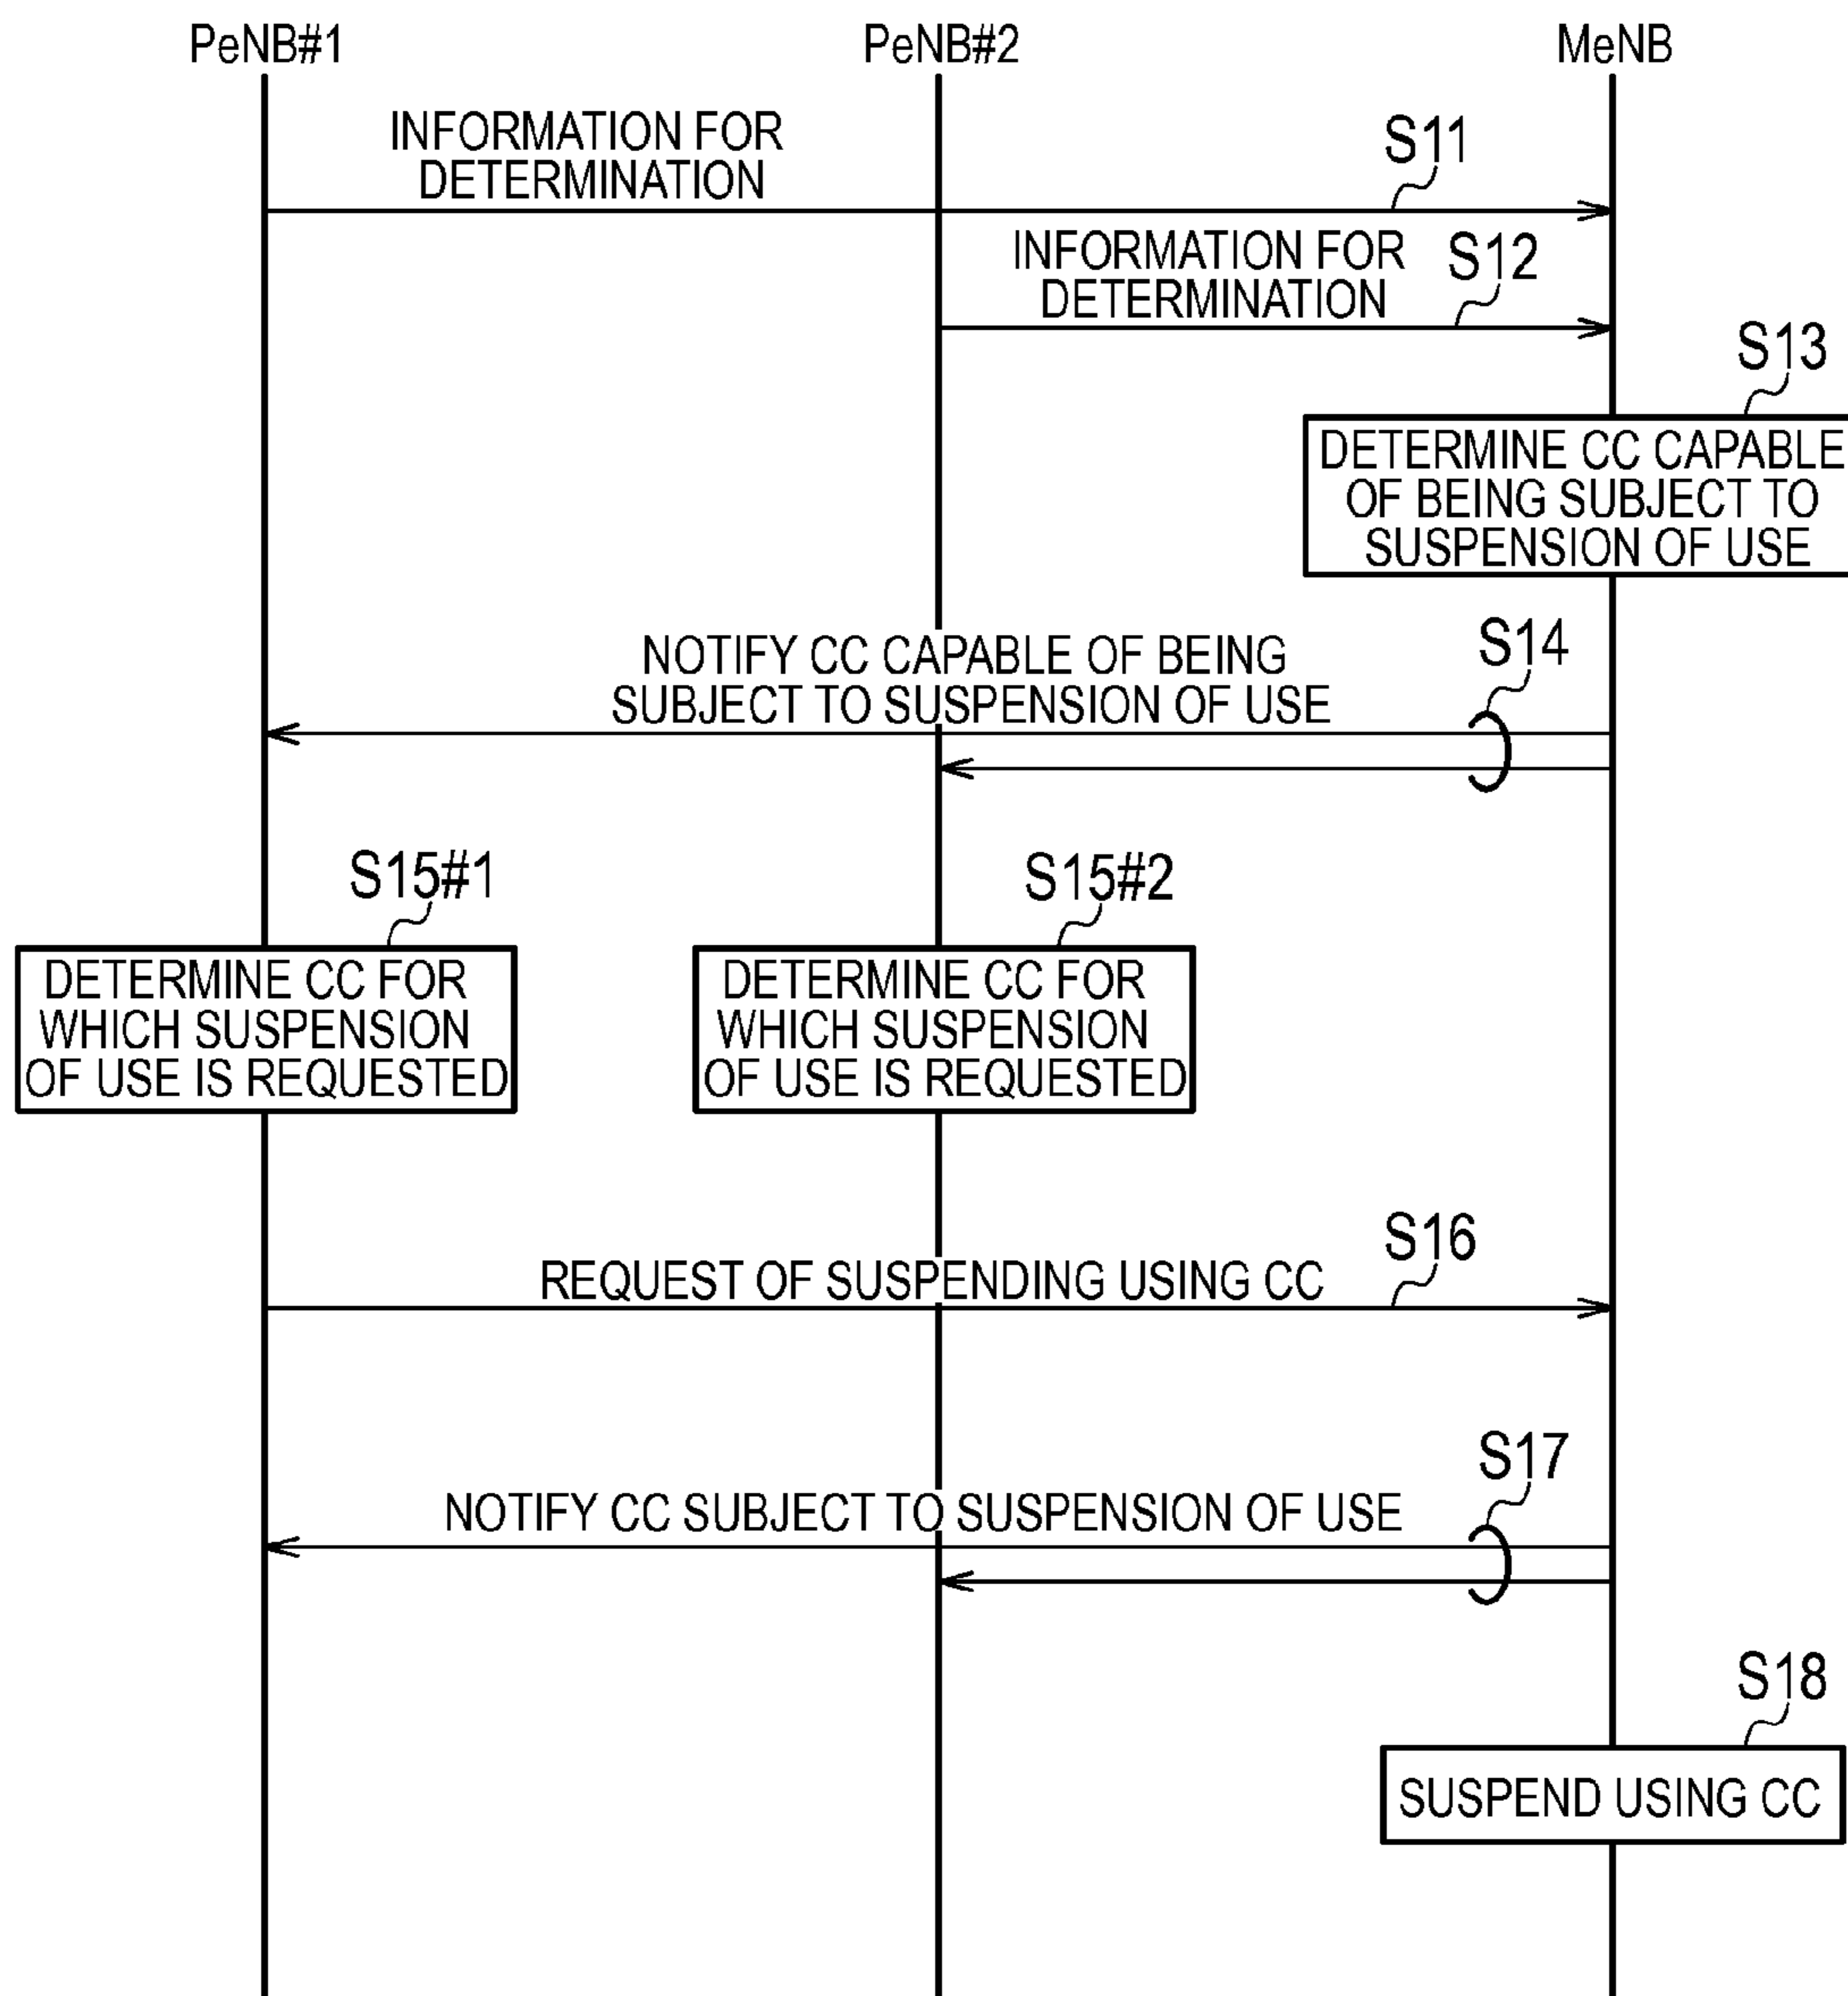 PeNB#1
PeNB#2
MeNB
INFORMATION FOR
DETERMINATION
S11
INFORMATION FOR
DETERMINATION
S12
S13
DETERMINE CC CAPABLE
OF BEING SUBJECT TO
SUSPENSION OF USE
NOTIFY CC CAPABLE OF BEING
SUBJECT TO SUSPENSION OF USE
S14
S15#1
DETERMINE CC FOR
WHICH SUSPENSION
OF USE IS REQUESTED
S15#2
DETERMINE CC FOR
WHICH SUSPENSION
OF USE IS REQUESTED
REQUEST OF SUSPENDING USING CC
S16
NOTIFY CC SUBJECT TO SUSPENSION OF USE
S17
S18
SUSPEND USING CC